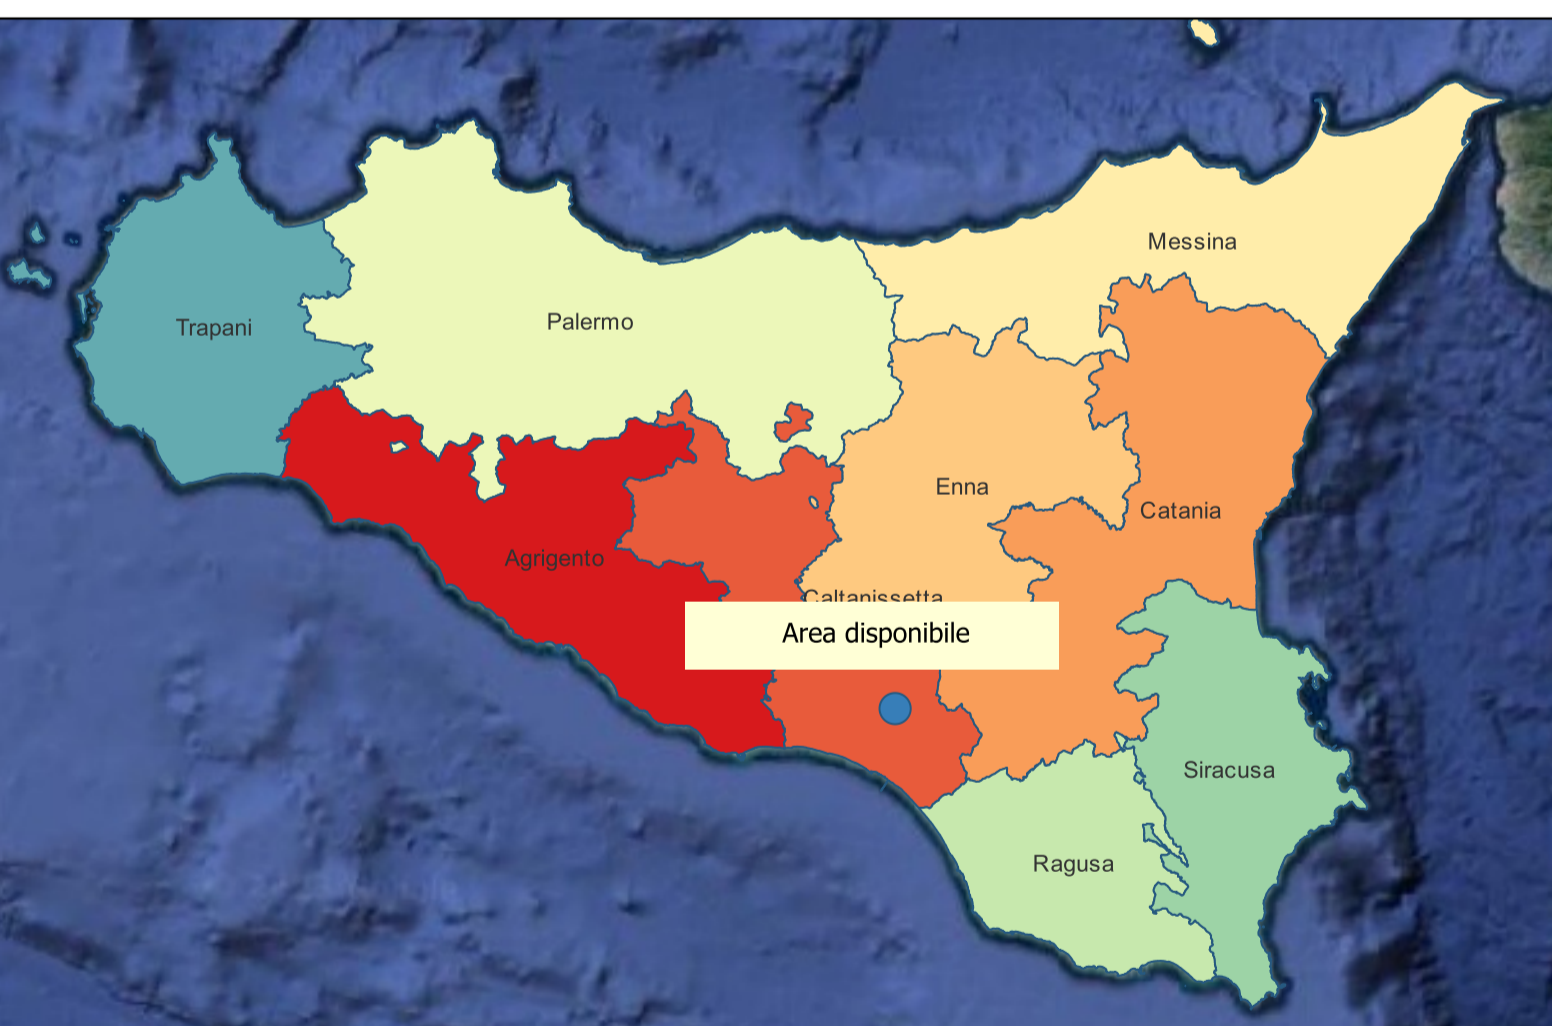 Messina
Trapani
Palermo
Enna
Catania
Agrigento
Caltanissetta
Area disponibile
Siracusa
Ragusa